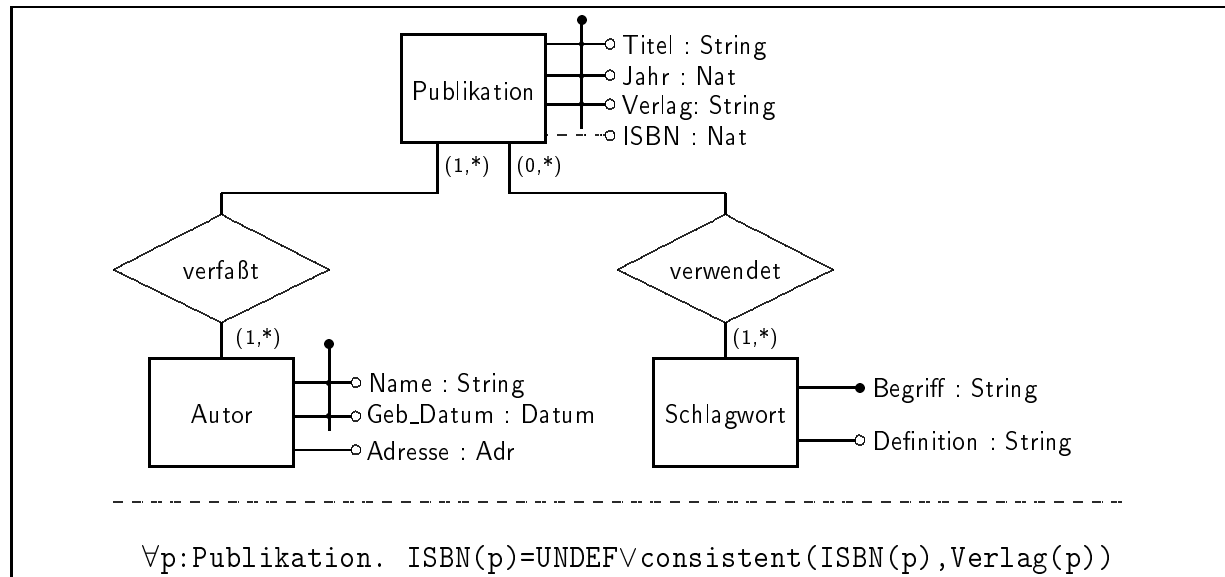 Titel : String
Publikation
Jahr : Nat
Verlag: String
ISBN : Nat
(1,*)
(0,*)
verfaßt
verwendet
(1,*)
(1,*)
Autor
Name : String
Geb_Datum : Datum
Adresse : Adr
Schlagwort
Begriff : String
Definition : String
∀p:Publikation. ISBN(p)=UNDEF∨consistent(ISBN(p),Verlag(p))